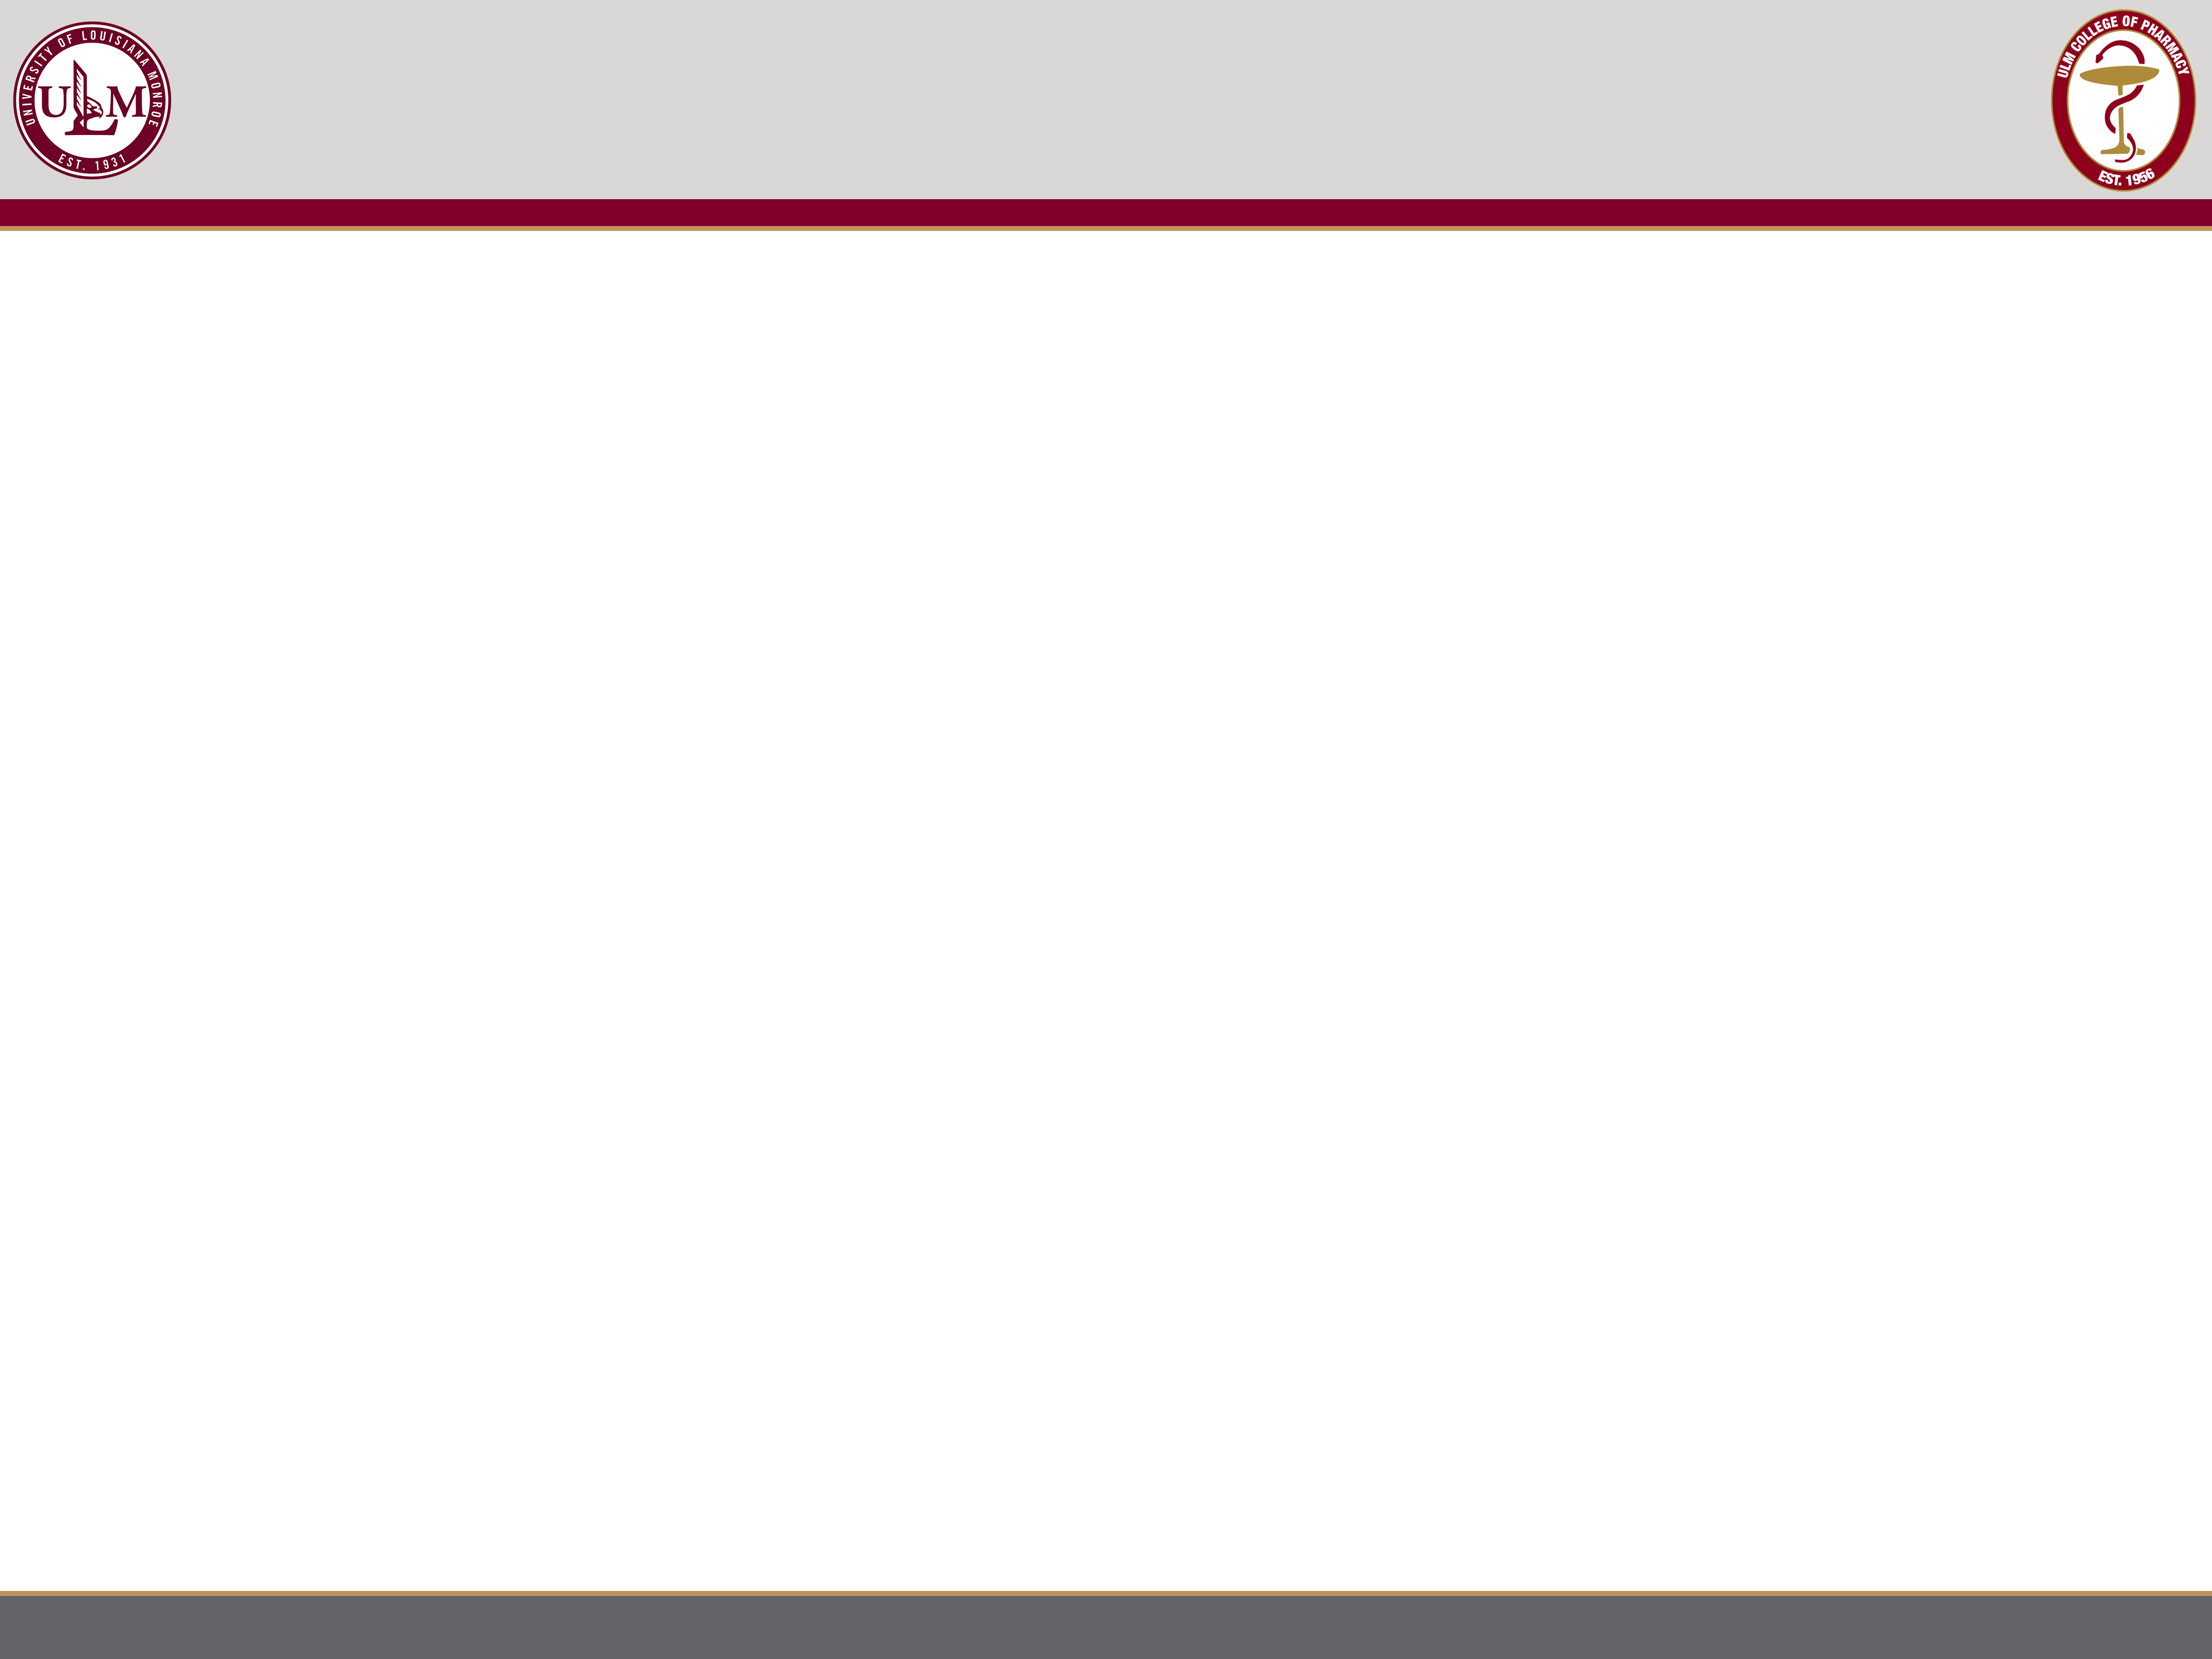 UNIVERSITY OF LOUISIANA MONROE
ULM
EST. 1931
ULM COLLEGE OF PHARMACY
EST. 1956